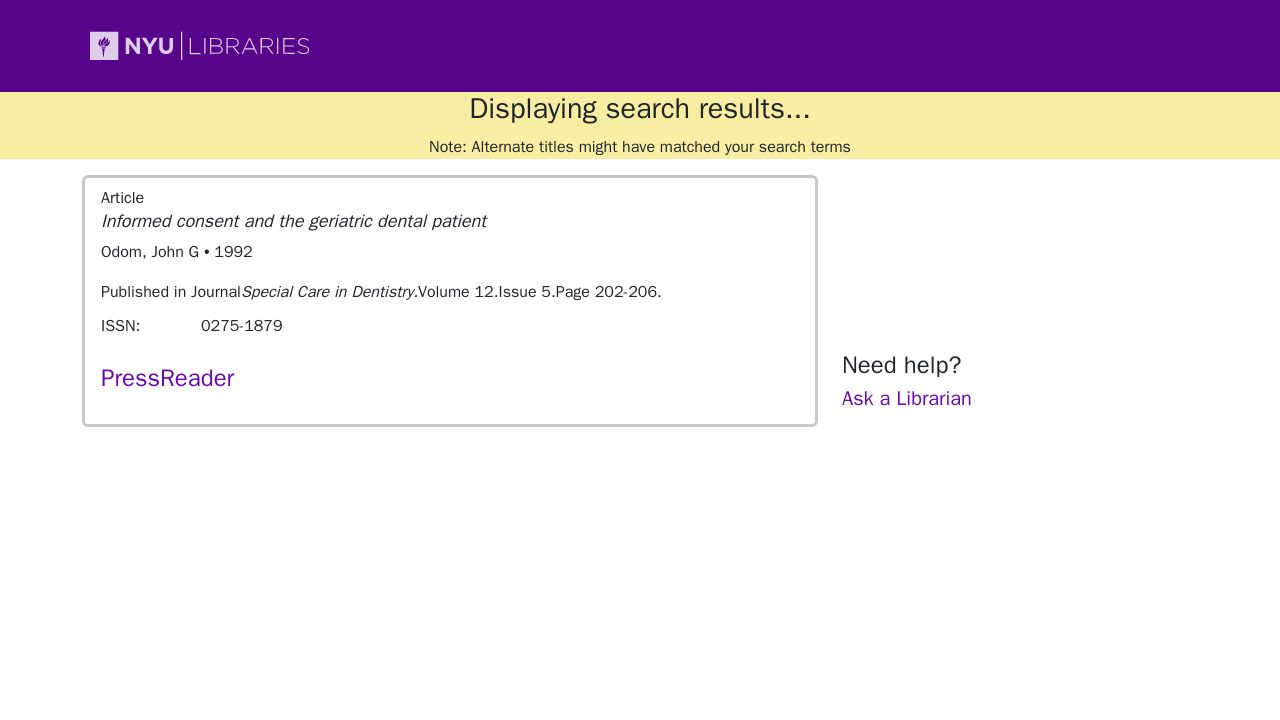 NYU LIBRARIES
Displaying search results...
Note: Alternate titles might have matched your search terms
Article
Informed consent and the geriatric dental patient
Odom, John G • 1992
Published in JournalSpecial Care in Dentistry.Volume 12.Issue 5.Page 202-206.
ISSN: 0275-1879
PressReader
Need help?
Ask a Librarian